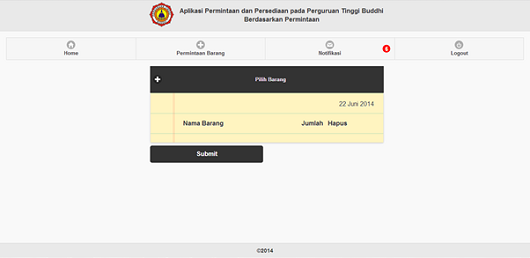 Aplikasi Permintaan dan Persediaan pada Perguruan Tinggi Buddhi
Berdasarkan Permintaan
Home Permintaan Barang Notifikasi 6 Logout
Pilih Barang
22 Juni 2014
Nama Barang Jumlah Hapus
Submit
©2014